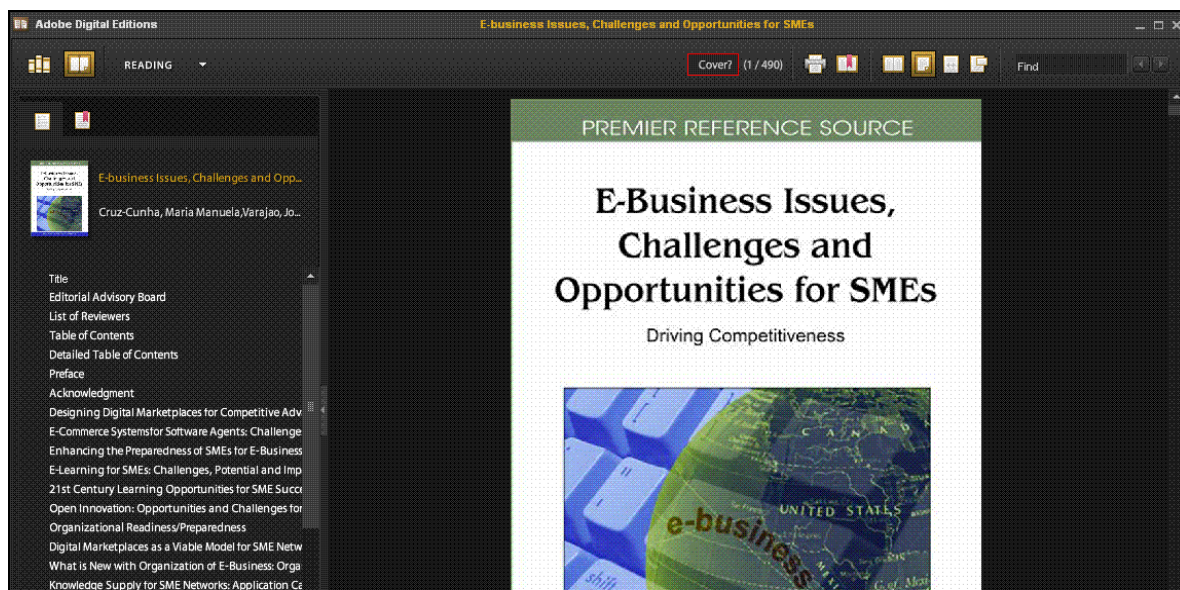 Adobe Digital Editions
E-business Issues, Challenges and Opportunities for SMEs
READING
Cover?
(1 / 490)
Find
E-business Issues, Challenges and Opp...
Cruz-Cunha, Maria Manuela,Varajao, Jo...
Title
Editorial Advisory Board
List of Reviewers
Table of Contents
Detailed Table of Contents
Preface
Acknowledgment
Designing Digital Marketplaces for Competitive Adv
E-Commerce Systemsfor Software Agents: Challenge
Enhancing the Preparedness of SMEs for E-Business
E-Learning for SMEs: Challenges, Potential and Imp
21st Century Learning Opportunities for SME Succe
Open Innovation: Opportunities and Challenges for
Organizational Readiness/Preparedness
Digital Marketplaces as a Viable Model for SME Netw
What is New with Organization of E-Business: Orga
Knowledge Supply for SME Networks: Application Ca
PREMIER REFERENCE SOURCE
E-Business Issues,
Challenges and
Opportunities for SMEs
Driving Competitiveness
CANADA
UNITED STATES
e-business
shift